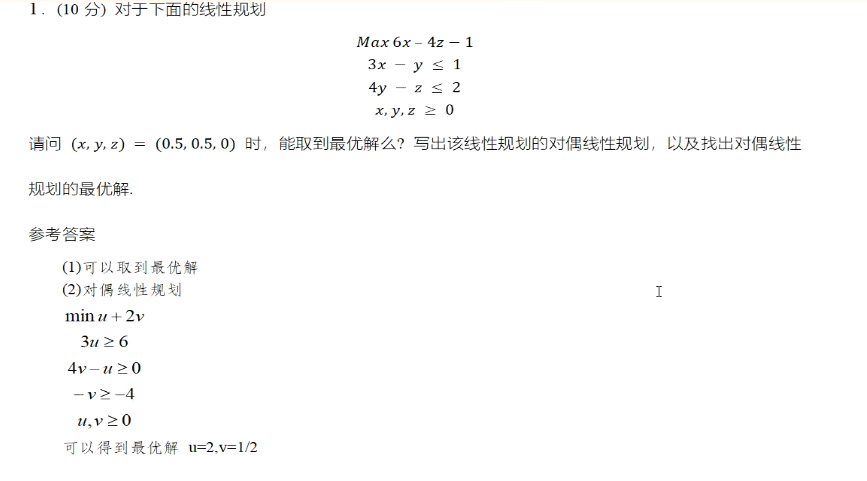 1．(10 分) 对于下面的线性规划
Max 6x − 4z − 1
3x − y ≤ 1
4y − z ≤ 2
x, y, z ≥ 0
请问 (x, y, z) = (0.5, 0.5, 0) 时，能取到最优解么？写出该线性规划的对偶线性规划，以及找出对偶线性
规划的最优解.
参考答案
(1)可以取到最优解
(2)对偶线性规划
min u + 2v
3u ≥ 6
4v − u ≥ 0
− v ≥ −4
u, v ≥ 0
可以得到最优解 u=2,v=1/2